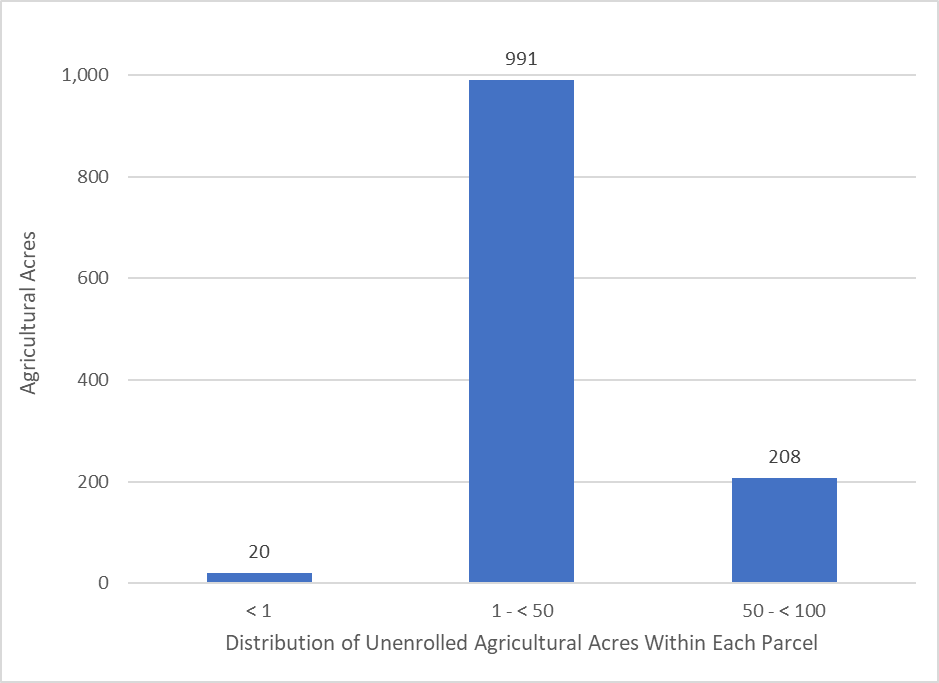 991
1,000
800
600
400
208
200
20
0
Agricultural Acres
< 1
1 - < 50
50 - < 100
Distribution of Unenrolled Agricultural Acres Within Each Parcel